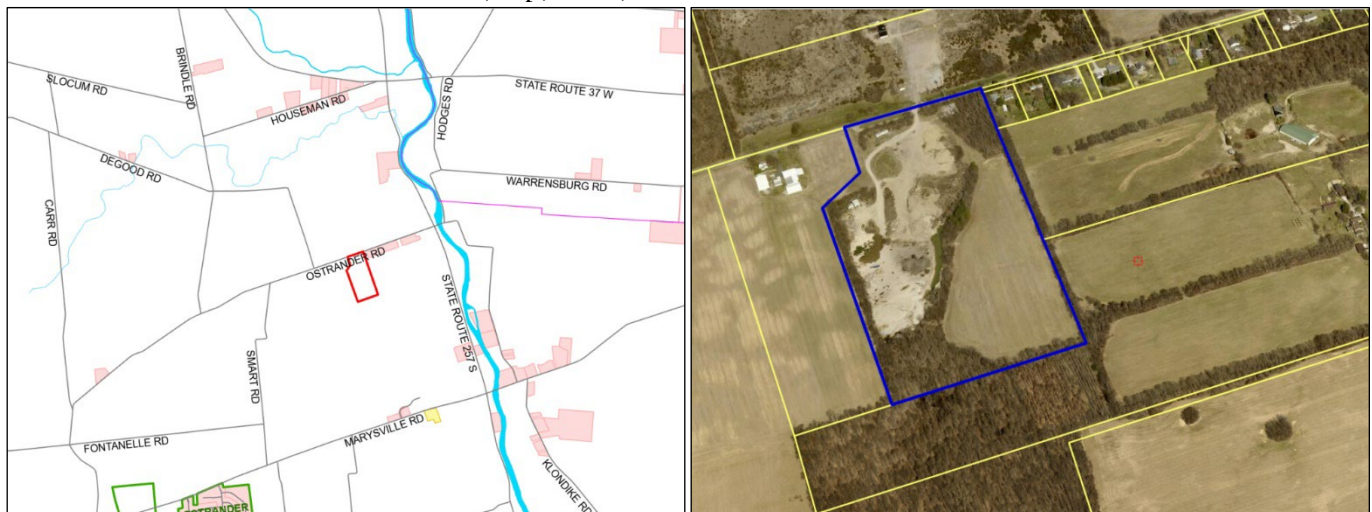 BRINDLE RD
SLOCUM RD
STATE ROUTE 37 W
HODGES RD
HOUSEMAN RD
DEGOOD RD
WARRENSBURG RD
CARR RD
OSTRANDER RD
STATE ROUTE 257 S
SMART RD
MARYSVILLE RD
FONTANELLE RD
KLONDIKE RD
OSTRANDER